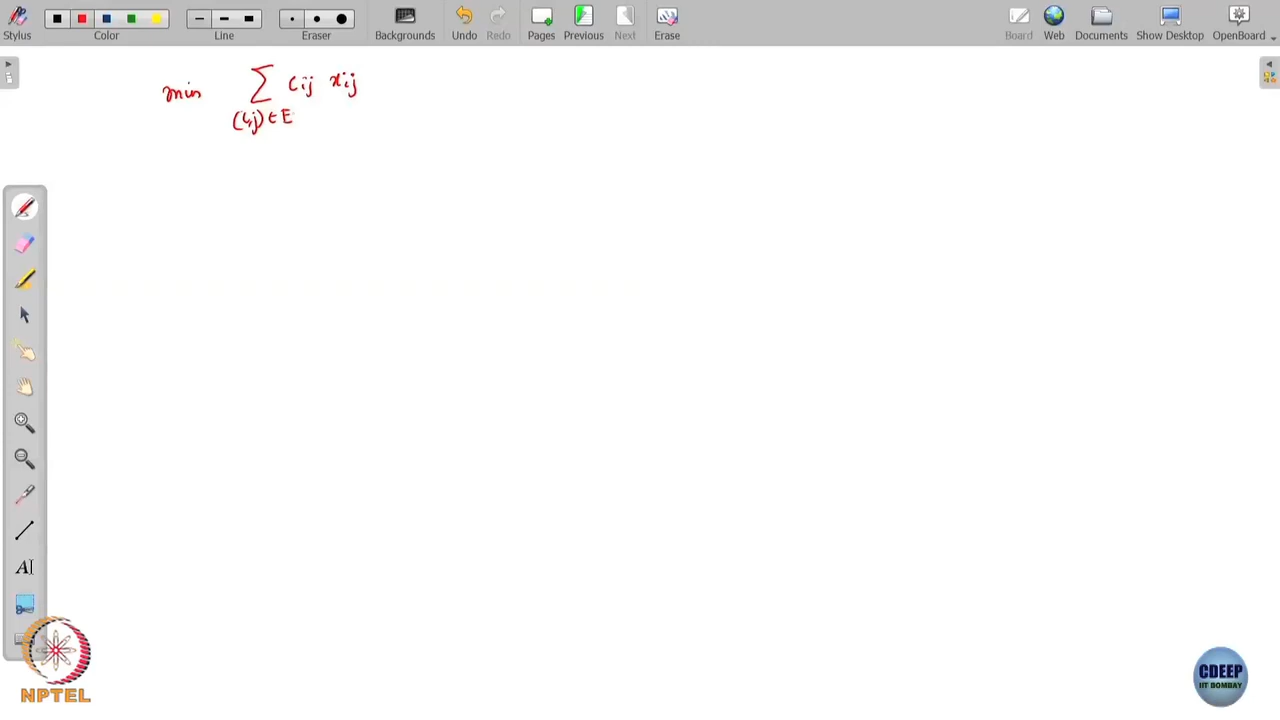 Stylus Color Line Eraser Backgrounds Undo Redo Pages Previous Next Erase Board Web Documents Show Desktop OpenBoard
min ∑ cij xij
(i,j) ∈ E
AI
NPTEL
CDEEP
IIT BOMBAY